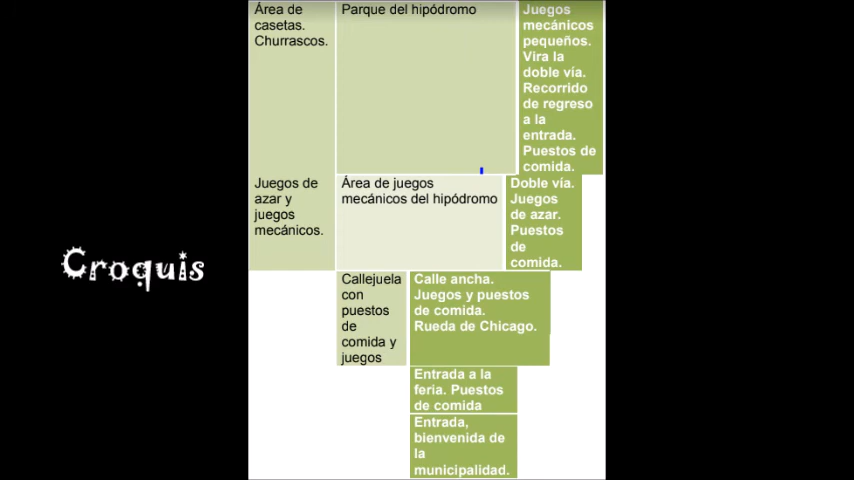 Croquis
Área de
casetas.
Churrascos.
Parque del hipódromo
Juegos
mecánicos
pequeños.
Vira la
doble vía.
Recorrido
de regreso
a la
entrada.
Puestos de
comida.
Juegos de
azar y
juegos
mecánicos.
Área de juegos
mecánicos del hipódromo
Doble vía.
Juegos
de azar.
Puestos
de
comida.
Callejuela
con
puestos
de
comida y
juegos
Calle ancha.
Juegos y puestos
de comida.
Rueda de Chicago.
Entrada a la
feria. Puestos
de comida
Entrada,
bienvenida de
la
municipalidad.